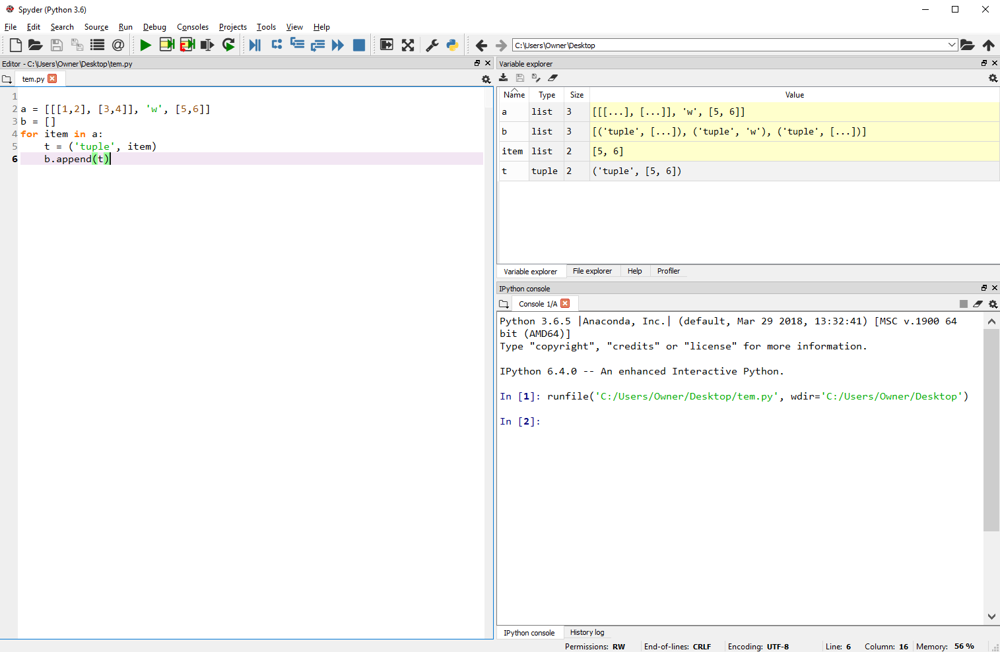 Spyder (Python 3.6)
File Edit Search Source Run Debug Consoles Projects Tools View Help
C:\Users\Owner\Desktop
Editor - C:\Users\Owner\Desktop\tem.py
tem.py
1
2 a = [[[1,2], [3,4]], 'w', [5,6]]
3 b = []
4 for item in a:
5     t = ('tuple', item)
6     b.append(t)
Variable explorer
Name Type Size Value
a list 3 [[[...], [...]], 'w', [5, 6]]
b list 3 [('tuple', [...]), ('tuple', 'w'), ('tuple', [...])]
item list 2 [5, 6]
t tuple 2 ('tuple', [5, 6])
Variable explorer File explorer Help Profiler
IPython console
Console 1/A
Python 3.6.5 |Anaconda, Inc.| (default, Mar 29 2018, 13:32:41) [MSC v.1900 64
bit (AMD64)]
Type "copyright", "credits" or "license" for more information.
IPython 6.4.0 -- An enhanced Interactive Python.
In [1]: runfile('C:/Users/Owner/Desktop/tem.py', wdir='C:/Users/Owner/Desktop')
In [2]:
IPython console History log
Permissions: RW End-of-lines: CRLF Encoding: UTF-8 Line: 6 Column: 16 Memory: 56 %